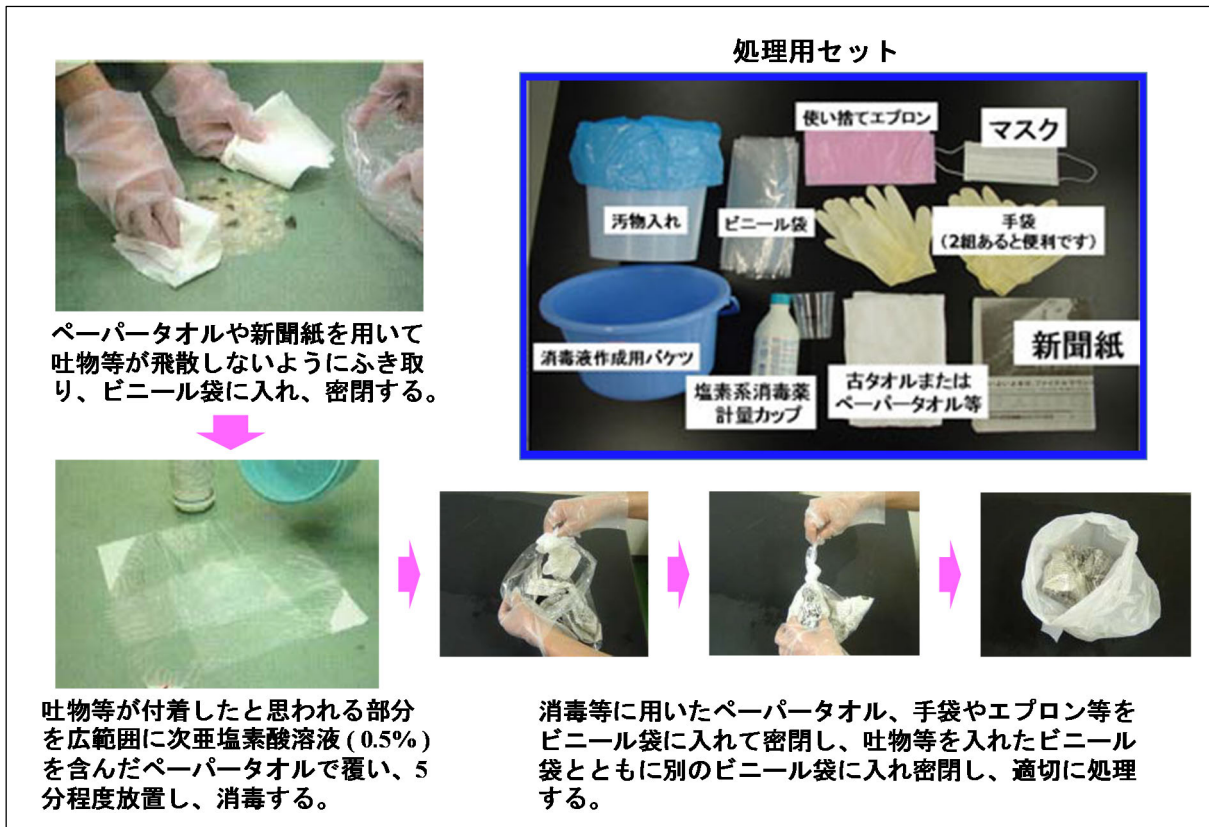 処理用セット
使い捨てエプロン
マスク
汚物入れ
ビニール袋
手袋
（2組あると便利です）
消毒液作成用バケツ
塩素系消毒薬
計量カップ
古タオルまたは
ペーパータオル等
新聞紙
ペーパータオルや新聞紙を用いて
吐物等が飛散しないようにふき取
り、ビニール袋に入れ、密閉する。
吐物等が付着したと思われる部分
を広範囲に次亜塩素酸溶液 ( 0.5% )
を含んだペーパータオルで覆い、5
分程度放置し、消毒する。
消毒等に用いたペーパータオル、手袋やエプロン等を
ビニール袋に入れて密閉し、吐物等を入れたビニール
袋とともに別のビニール袋に入れ密閉し、適切に処理
する。